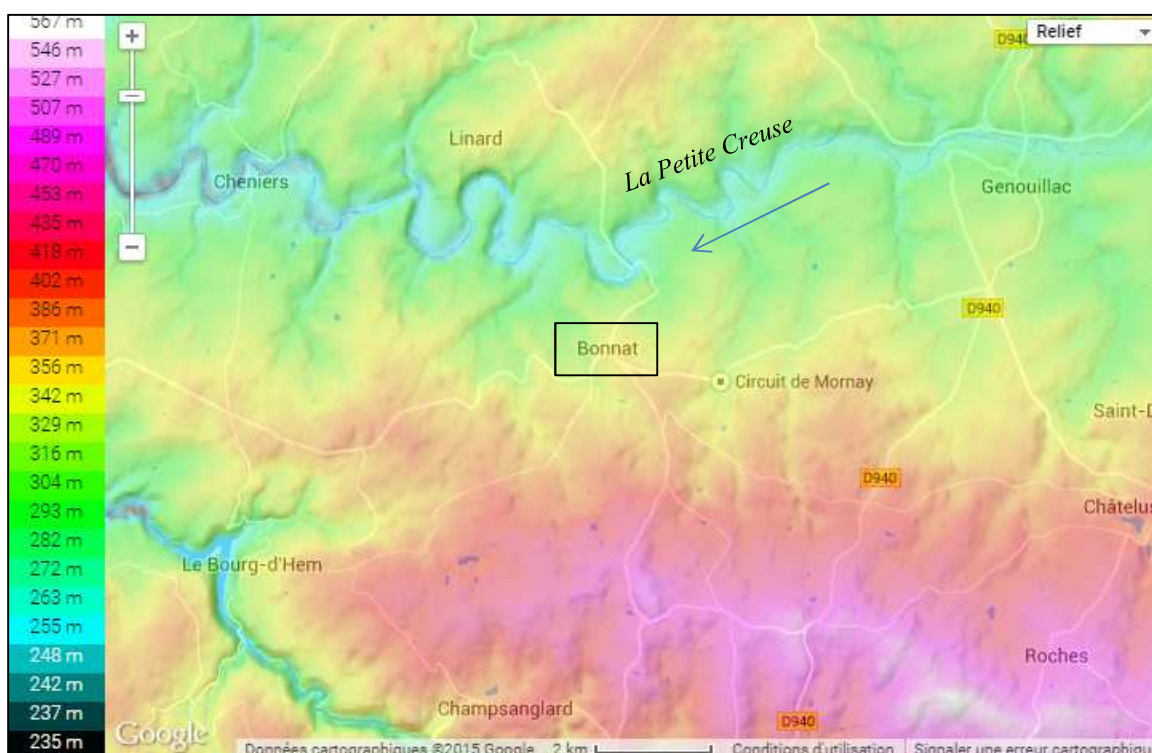 567 m
546 m
527 m
507 m
489 m
470 m
453 m
435 m
418 m
402 m
386 m
371 m
356 m
342 m
329 m
316 m
304 m
293 m
282 m
272 m
263 m
255 m
248 m
242 m
237 m
235 m
+
−
D940
Relief
Linard
La Petite Creuse
Cheniers
Genouillac
D940
Bonnat
Circuit de Mornay
Saint-D
D940
Châtelus
Le Bourg-d'Hem
Roches
Champsanglard
D940
Google
Données cartographiques ©2015 Google 2 km Conditions d'utilisation Signaler une erreur cartographiqu